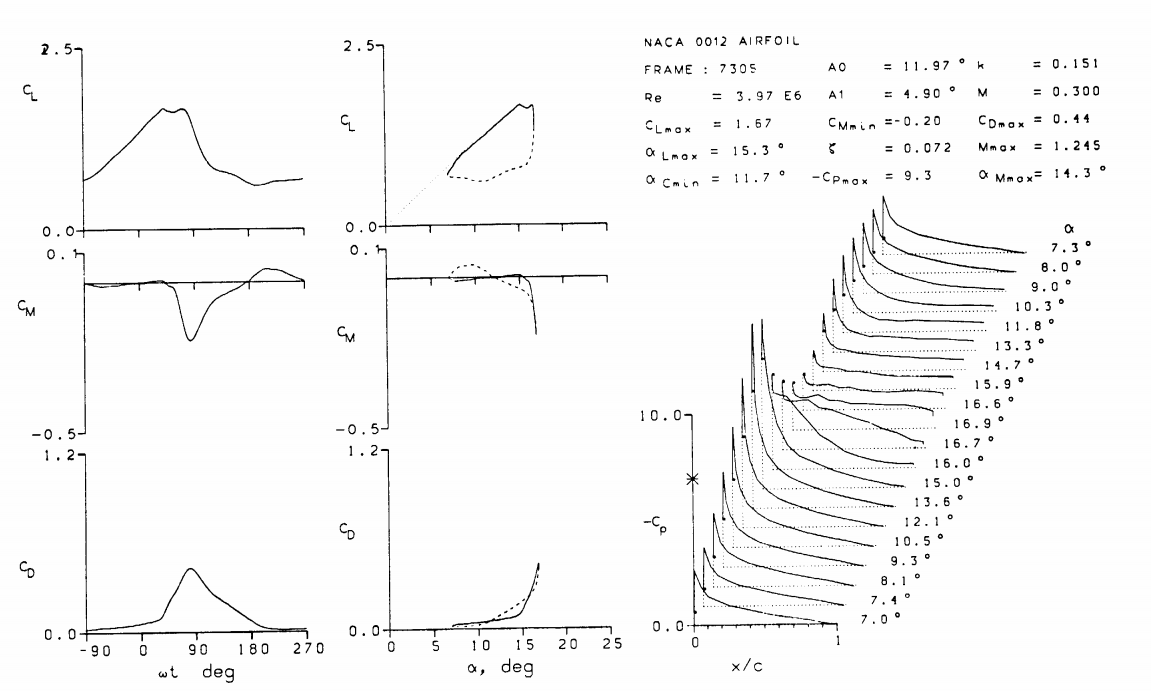 NACA 0012 AIRFOIL
FRAME : 7305 A0 = 11.97 ° k = 0.151
Re = 3.97 E6 A1 = 4.90 ° M = 0.300
CLmax = 1.67 CMmin =-0.20 CDmax = 0.44
αLmax = 15.3 ° ζ = 0.072 Mmax = 1.245
αCmin = 11.7 ° -CPmax = 9.3 αMmax= 14.3 °
2.5
CL
0.0
0.1
CM
-0.5
1.2
CD
0.0
-90 0 90 180 270
ωt deg
2.5
CL
0.0
0.1
CM
-0.5
1.2
CD
0.0
0 5 10 15 20 25
α, deg
α
7.3 °
8.0 °
9.0 °
10.3 °
11.8 °
13.3 °
14.7 °
15.9 °
16.6 °
16.9 °
16.7 °
16.0 °
15.0 °
13.6 °
12.1 °
10.5 °
9.3 °
8.1 °
7.4 °
7.0 °
10.0
-Cp
0.0
0 1
x/c